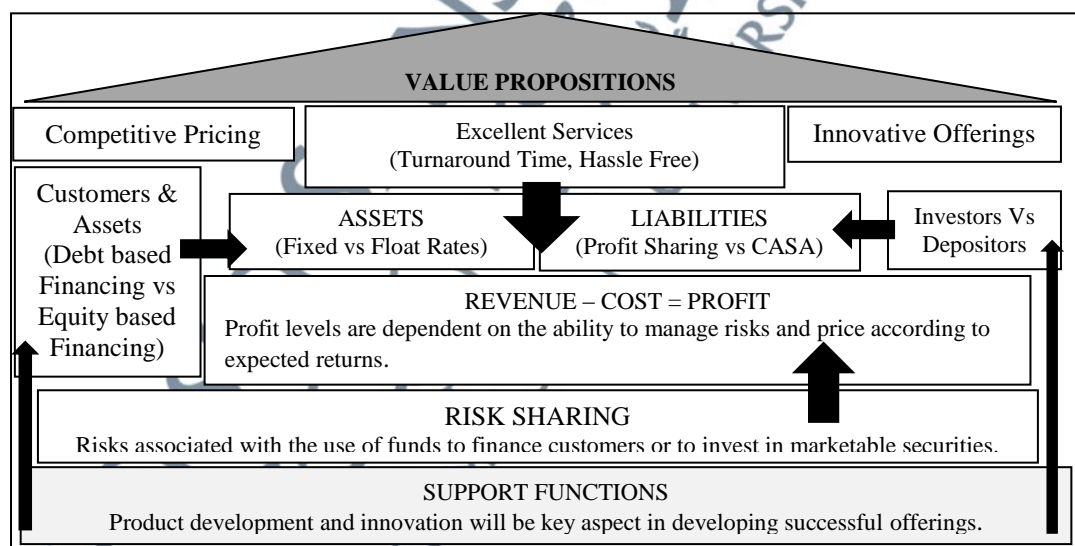 VALUE PROPOSITIONS
Competitive Pricing
Excellent Services
(Turnaround Time, Hassle Free)
Innovative Offerings
Customers &
Assets
(Debt based
Financing vs
Equity based
Financing)
ASSETS
(Fixed vs Float Rates)
LIABILITIES
(Profit Sharing vs CASA)
Investors Vs
Depositors
REVENUE – COST = PROFIT
Profit levels are dependent on the ability to manage risks and price according to
expected returns.
RISK SHARING
Risks associated with the use of funds to finance customers or to invest in marketable securities.
SUPPORT FUNCTIONS
Product development and innovation will be key aspect in developing successful offerings.